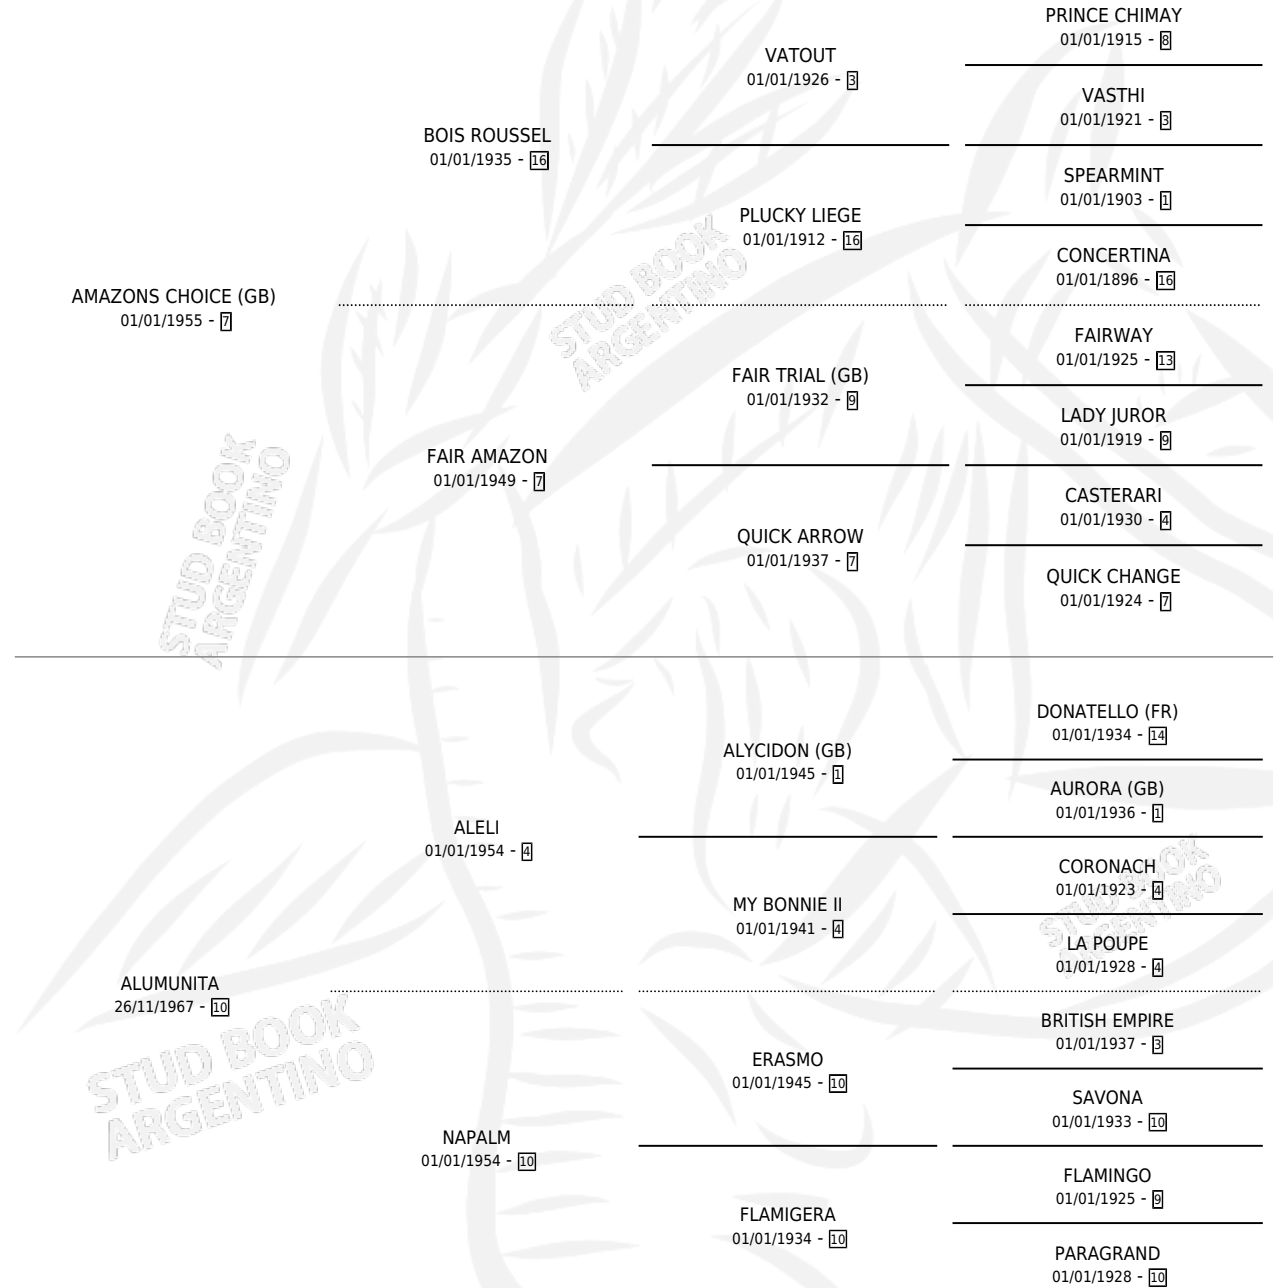 PRINCE CHIMAY
01/01/1915 - 8
VATOUT
01/01/1926 - 3
VASTHI
01/01/1921 - 3
BOIS ROUSSEL
01/01/1935 - 16
SPEARMINT
01/01/1903 - 1
PLUCKY LIEGE
01/01/1912 - 16
CONCERTINA
01/01/1896 - 16
AMAZONS CHOICE (GB)
01/01/1955 - 7
STUD BOOK
ARGENTINO
FAIRWAY
01/01/1925 - 13
FAIR TRIAL (GB)
01/01/1932 - 9
LADY JUROR
01/01/1919 - 9
FAIR AMAZON
01/01/1949 - 7
CASTERARI
01/01/1930 - 4
QUICK ARROW
01/01/1937 - 7
QUICK CHANGE
01/01/1924 - 7
STUD BOOK
ARGENTINO
DONATELLO (FR)
01/01/1934 - 14
ALYCIDON (GB)
01/01/1945 - 1
AURORA (GB)
01/01/1936 - 1
ALELI
01/01/1954 - 4
CORONACH
01/01/1923 - 4
MY BONNIE II
01/01/1941 - 4
LA POUPE
01/01/1928 - 4
STUD BOOK
ARGENTINO
ALUMUNITA
26/11/1967 - 10
BRITISH EMPIRE
01/01/1937 - 3
ERASMO
01/01/1945 - 10
SAVONA
01/01/1933 - 10
STUD BOOK
ARGENTINO
NAPALM
01/01/1954 - 10
FLAMINGO
01/01/1925 - 9
FLAMIGERA
01/01/1934 - 10
PARAGRAND
01/01/1928 - 10